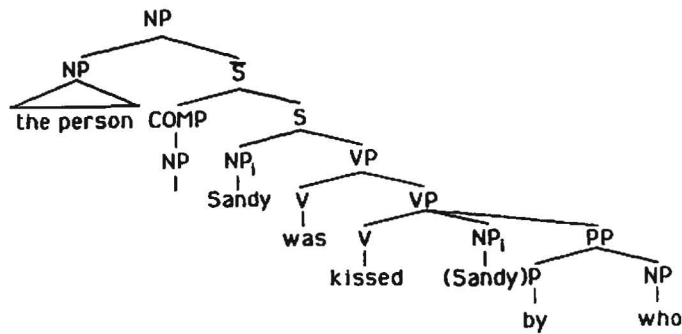 NP
NP S̄
the person COMP S
NP NPi VP
Sandy V VP
was V NPi PP
kissed (Sandy) P NP
by who